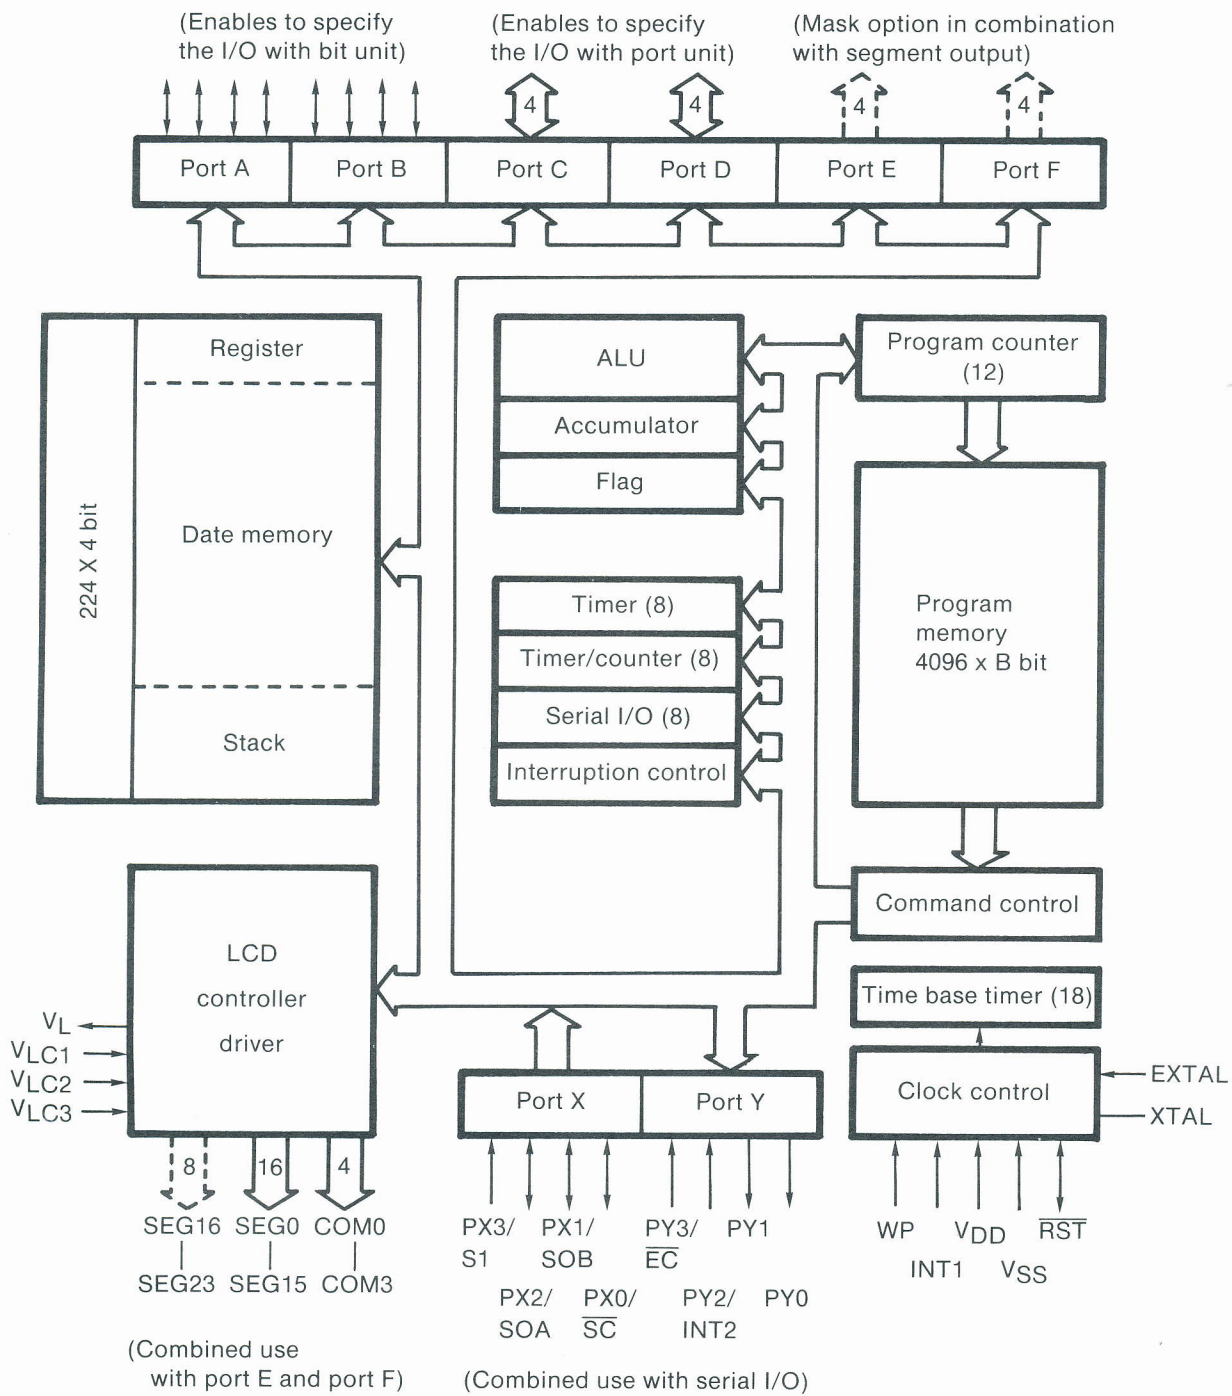 (Enables to specify
the I/O with bit unit)
(Enables to specify
the I/O with port unit)
(Mask option in combination
with segment output)
4
4
4
4
Port A
Port B
Port C
Port D
Port E
Port F
224 X 4 bit
Register
Date memory
Stack
ALU
Accumulator
Flag
Timer (8)
Timer/counter (8)
Serial I/O (8)
Interruption control
Program counter
(12)
Program
memory
4096 x B bit
Command control
Time base timer (18)
Clock control
EXTAL
XTAL
LCD
controller
driver
VL
VLC1
VLC2
VLC3
Port X
Port Y
8
16
4
SEG16
SEG23
SEG0
SEG15
COM0
COM3
(Combined use
with port E and port F)
PX3/
S1
PX1/
SOB
PY3/
EC
PY1
PX2/
SOA
PX0/
SC
PY2/
INT2
PY0
(Combined use with serial I/O)
WP
VDD
RST
INT1
VSS